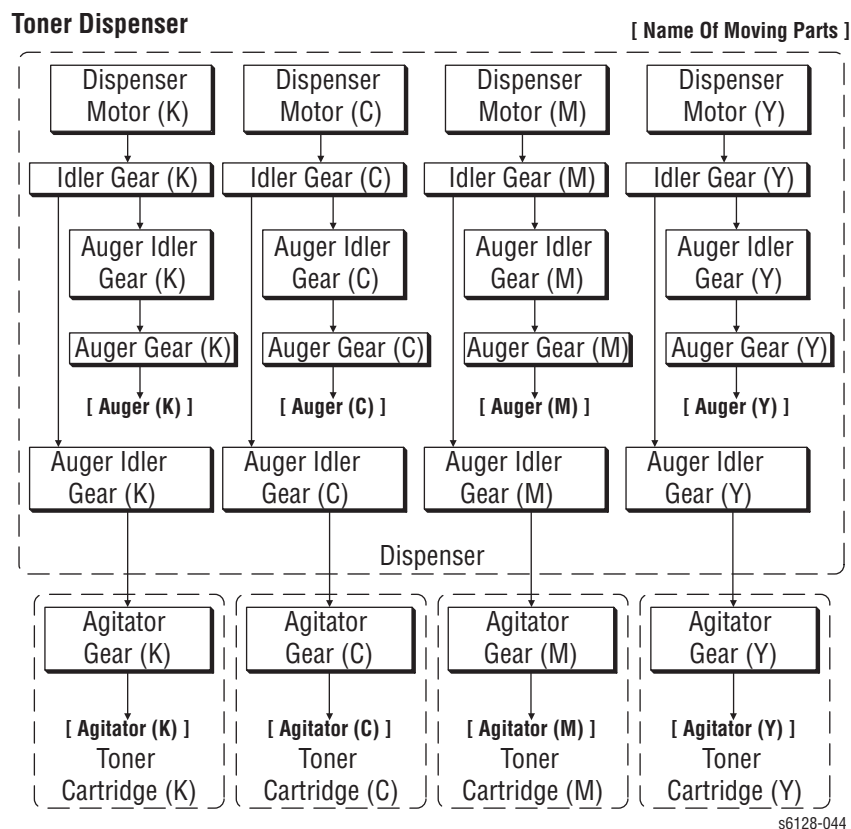 Toner Dispenser
[ Name Of Moving Parts ]
Dispenser
Motor (K)
Dispenser
Motor (C)
Dispenser
Motor (M)
Dispenser
Motor (Y)
Idler Gear (K)
Idler Gear (C)
Idler Gear (M)
Idler Gear (Y)
Auger Idler
Gear (K)
Auger Idler
Gear (C)
Auger Idler
Gear (M)
Auger Idler
Gear (Y)
Auger Gear (K)
Auger Gear (C)
Auger Gear (M)
Auger Gear (Y)
[ Auger (K) ]
[ Auger (C) ]
[ Auger (M) ]
[ Auger (Y) ]
Auger Idler
Gear (K)
Auger Idler
Gear (C)
Auger Idler
Gear (M)
Auger Idler
Gear (Y)
Dispenser
Agitator
Gear (K)
Agitator
Gear (C)
Agitator
Gear (M)
Agitator
Gear (Y)
[ Agitator (K) ]
[ Agitator (C) ]
[ Agitator (M) ]
[ Agitator (Y) ]
Toner
Cartridge (K)
Toner
Cartridge (C)
Toner
Cartridge (M)
Toner
Cartridge (Y)
s6128-044